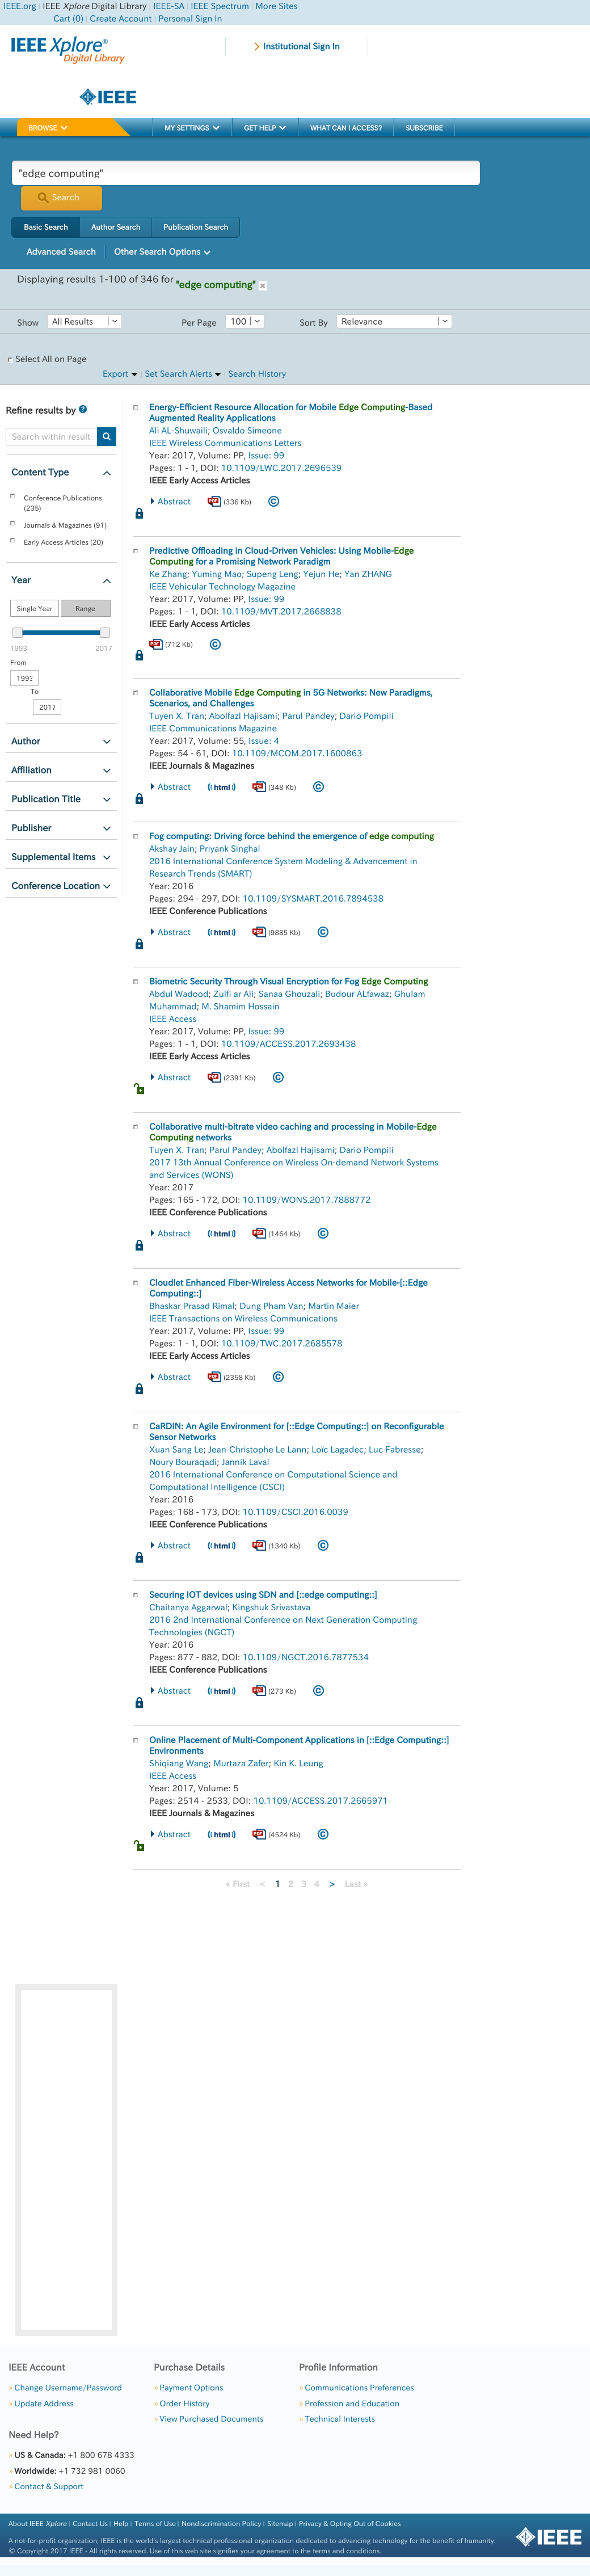 IEEE.org | IEEE Xplore Digital Library | IEEE-SA | IEEE Spectrum | More Sites
Cart (0) | Create Account | Personal Sign In
IEEE Xplore®
Digital Library
Institutional Sign In
IEEE
BROWSE
MY SETTINGS
GET HELP
WHAT CAN I ACCESS?
SUBSCRIBE
"edge computing"
Search
Basic Search
Author Search
Publication Search
Advanced Search
Other Search Options
Displaying results 1-100 of 346 for "edge computing"
Show All Results
Per Page 100
Sort By Relevance
Select All on Page
Export | Set Search Alerts | Search History
Refine results by
Search within result:
Content Type
Conference Publications
(235)
Journals & Magazines (91)
Early Access Articles (20)
Year
Single Year
Range
1993
2017
From
1993
To
2017
Author
Affiliation
Publication Title
Publisher
Supplemental Items
Conference Location
Energy-Efficient Resource Allocation for Mobile Edge Computing-Based
Augmented Reality Applications
Ali AL-Shuwaili; Osvaldo Simeone
IEEE Wireless Communications Letters
Year: 2017, Volume: PP, Issue: 99
Pages: 1 - 1, DOI: 10.1109/LWC.2017.2696539
IEEE Early Access Articles
Abstract
PDF (336 Kb)
Predictive Offloading in Cloud-Driven Vehicles: Using Mobile-Edge
Computing for a Promising Network Paradigm
Ke Zhang; Yuming Mao; Supeng Leng; Yejun He; Yan ZHANG
IEEE Vehicular Technology Magazine
Year: 2017, Volume: PP, Issue: 99
Pages: 1 - 1, DOI: 10.1109/MVT.2017.2668838
IEEE Early Access Articles
PDF (712 Kb)
Collaborative Mobile Edge Computing in 5G Networks: New Paradigms,
Scenarios, and Challenges
Tuyen X. Tran; Abolfazl Hajisami; Parul Pandey; Dario Pompili
IEEE Communications Magazine
Year: 2017, Volume: 55, Issue: 4
Pages: 54 - 61, DOI: 10.1109/MCOM.2017.1600863
IEEE Journals & Magazines
Abstract
html
PDF (348 Kb)
Fog computing: Driving force behind the emergence of edge computing
Akshay Jain; Priyank Singhal
2016 International Conference System Modeling & Advancement in
Research Trends (SMART)
Year: 2016
Pages: 294 - 297, DOI: 10.1109/SYSMART.2016.7894538
IEEE Conference Publications
Abstract
html
PDF (9885 Kb)
Biometric Security Through Visual Encryption for Fog Edge Computing
Abdul Wadood; Zulfi ar Ali; Sanaa Ghouzali; Budour ALfawaz; Ghulam
Muhammad; M. Shamim Hossain
IEEE Access
Year: 2017, Volume: PP, Issue: 99
Pages: 1 - 1, DOI: 10.1109/ACCESS.2017.2693438
IEEE Early Access Articles
Abstract
PDF (2391 Kb)
Collaborative multi-bitrate video caching and processing in Mobile-Edge
Computing networks
Tuyen X. Tran; Parul Pandey; Abolfazl Hajisami; Dario Pompili
2017 13th Annual Conference on Wireless On-demand Network Systems
and Services (WONS)
Year: 2017
Pages: 165 - 172, DOI: 10.1109/WONS.2017.7888772
IEEE Conference Publications
Abstract
html
PDF (1464 Kb)
Cloudlet Enhanced Fiber-Wireless Access Networks for Mobile-[::Edge
Computing::]
Bhaskar Prasad Rimal; Dung Pham Van; Martin Maier
IEEE Transactions on Wireless Communications
Year: 2017, Volume: PP, Issue: 99
Pages: 1 - 1, DOI: 10.1109/TWC.2017.2685578
IEEE Early Access Articles
Abstract
PDF (2358 Kb)
CaRDIN: An Agile Environment for [::Edge Computing::] on Reconfigurable
Sensor Networks
Xuan Sang Le; Jean-Christophe Le Lann; Loïc Lagadec; Luc Fabresse;
Noury Bouraqadi; Jannik Laval
2016 International Conference on Computational Science and
Computational Intelligence (CSCI)
Year: 2016
Pages: 168 - 173, DOI: 10.1109/CSCI.2016.0039
IEEE Conference Publications
Abstract
html
PDF (1340 Kb)
Securing IOT devices using SDN and [::edge computing::]
Chaitanya Aggarwal; Kingshuk Srivastava
2016 2nd International Conference on Next Generation Computing
Technologies (NGCT)
Year: 2016
Pages: 877 - 882, DOI: 10.1109/NGCT.2016.7877534
IEEE Conference Publications
Abstract
html
PDF (273 Kb)
Online Placement of Multi-Component Applications in [::Edge Computing::]
Environments
Shiqiang Wang; Murtaza Zafer; Kin K. Leung
IEEE Access
Year: 2017, Volume: 5
Pages: 2514 - 2533, DOI: 10.1109/ACCESS.2017.2665971
IEEE Journals & Magazines
Abstract
html
PDF (4524 Kb)
« First < 1 2 3 4 > Last »
IEEE Account
» Change Username/Password
» Update Address
Purchase Details
» Payment Options
» Order History
» View Purchased Documents
Profile Information
» Communications Preferences
» Profession and Education
» Technical Interests
Need Help?
» US & Canada: +1 800 678 4333
» Worldwide: +1 732 981 0060
» Contact & Support
About IEEE Xplore | Contact Us | Help | Terms of Use | Nondiscrimination Policy | Sitemap | Privacy & Opting Out of Cookies
A not-for-profit organization, IEEE is the world's largest technical professional organization dedicated to advancing technology for the benefit of humanity.
© Copyright 2017 IEEE - All rights reserved. Use of this web site signifies your agreement to the terms and conditions.
IEEE